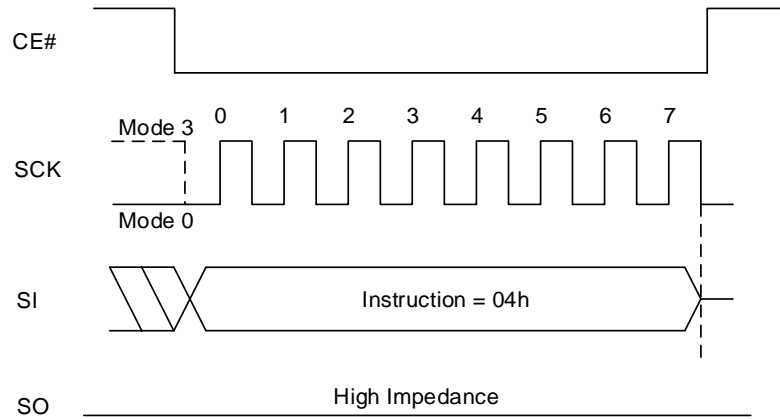 CE#
0 1 2 3 4 5 6 7
Mode 3
SCK
Mode 0
SI
Instruction = 04h
SO
High Impedance